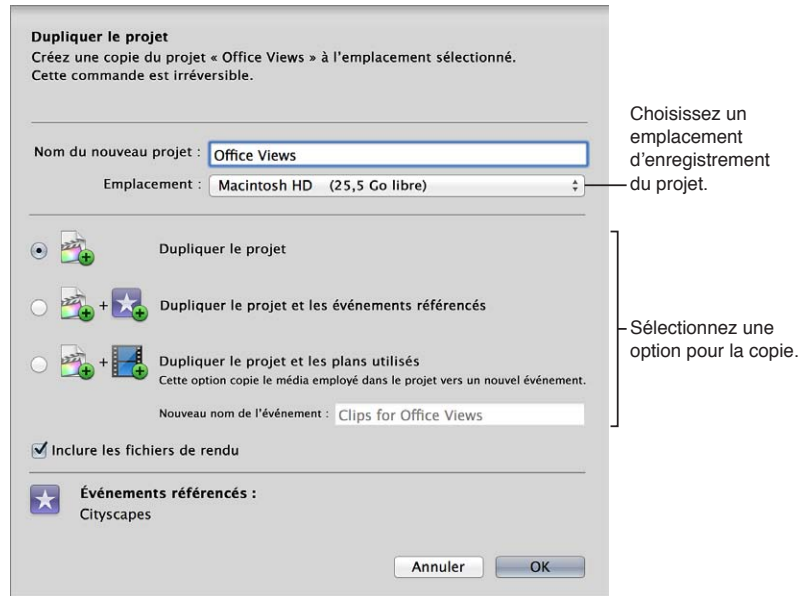 Dupliquer le projet
Créez une copie du projet « Office Views » à l'emplacement sélectionné.
Cette commande est irréversible.
Nom du nouveau projet : Office Views
Emplacement : Macintosh HD (25,5 Go libre)
Choisissez un
emplacement
d'enregistrement
du projet.
Dupliquer le projet
+ Dupliquer le projet et les événements référencés
+ Dupliquer le projet et les plans utilisés
Cette option copie le média employé dans le projet vers un nouvel événement.
Nouveau nom de l'événement : Clips for Office Views
Sélectionnez une
option pour la copie.
Inclure les fichiers de rendu
Événements référencés :
Cityscapes
Annuler OK